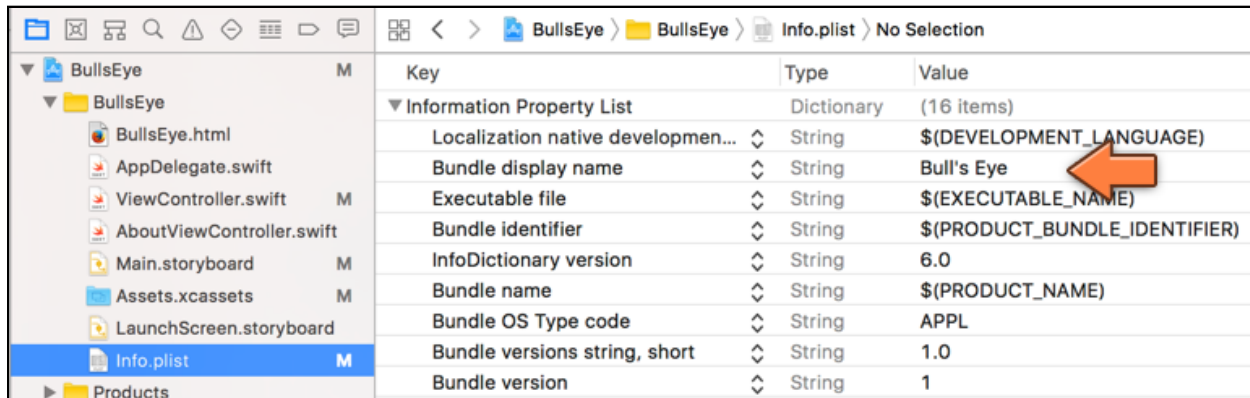 BullsEye > BullsEye > Info.plist > No Selection
BullsEye M
BullsEye
BullsEye.html
AppDelegate.swift
ViewController.swift M
AboutViewController.swift
Main.storyboard M
Assets.xcassets M
LaunchScreen.storyboard
Info.plist M
Products
Key Type Value
Information Property List Dictionary (16 items)
Localization native developmen... String $(DEVELOPMENT_LANGUAGE)
Bundle display name String Bull's Eye
Executable file String $(EXECUTABLE_NAME)
Bundle identifier String $(PRODUCT_BUNDLE_IDENTIFIER)
InfoDictionary version String 6.0
Bundle name String $(PRODUCT_NAME)
Bundle OS Type code String APPL
Bundle versions string, short String 1.0
Bundle version String 1